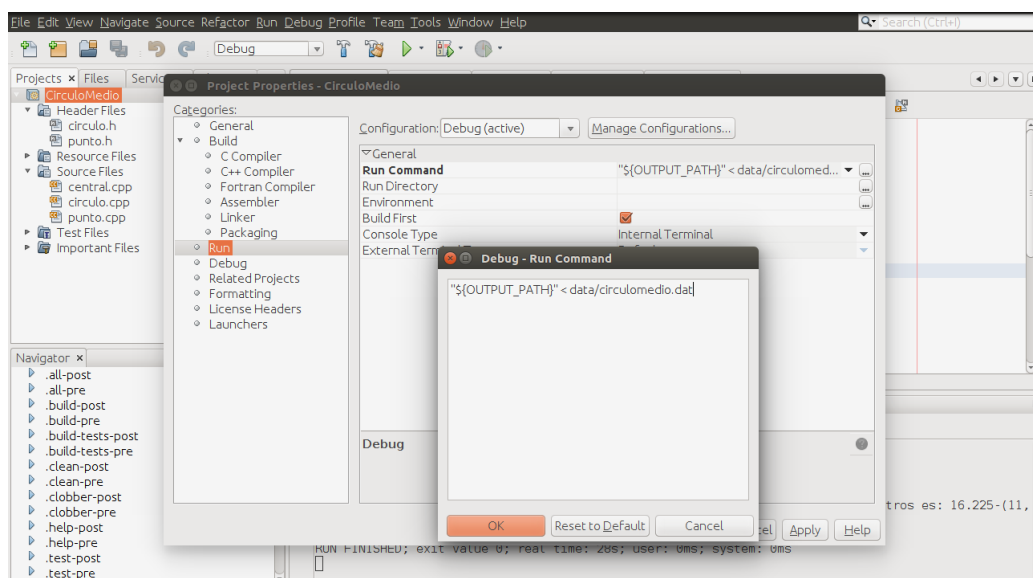 File Edit View Navigate Source Refactor Run Debug Profile Team Tools Window Help
Search (Ctrl+I)
Debug
Projects
Files
CirculoMedio
Header Files
circulo.h
punto.h
Resource Files
Source Files
central.cpp
circulo.cpp
punto.cpp
Test Files
Important Files
Navigator
.all-post
.all-pre
.build-post
.build-pre
.build-tests-post
.build-tests-pre
.clean-post
.clean-pre
.clobber-post
.clobber-pre
.help-post
.help-pre
.test-post
.test-pre
Project Properties - CirculoMedio
Categories:
General
Build
C Compiler
C++ Compiler
Fortran Compiler
Assembler
Linker
Packaging
Run
Debug
Related Projects
Formatting
License Headers
Launchers
Configuration: Debug (active) Manage Configurations...
General
Run Command "${OUTPUT_PATH}" < data/circulomed... ...
Run Directory ...
Environment ...
Build First
Console Type Internal Terminal
Debug - Run Command
"${OUTPUT_PATH}" < data/circulomedio.dat
OK Reset to Default Cancel
Debug
Apply Help
tros es: 16.225-(11,
RUN FINISHED; exit value 0; real time: 20s; user: 0ms; system: 0ms